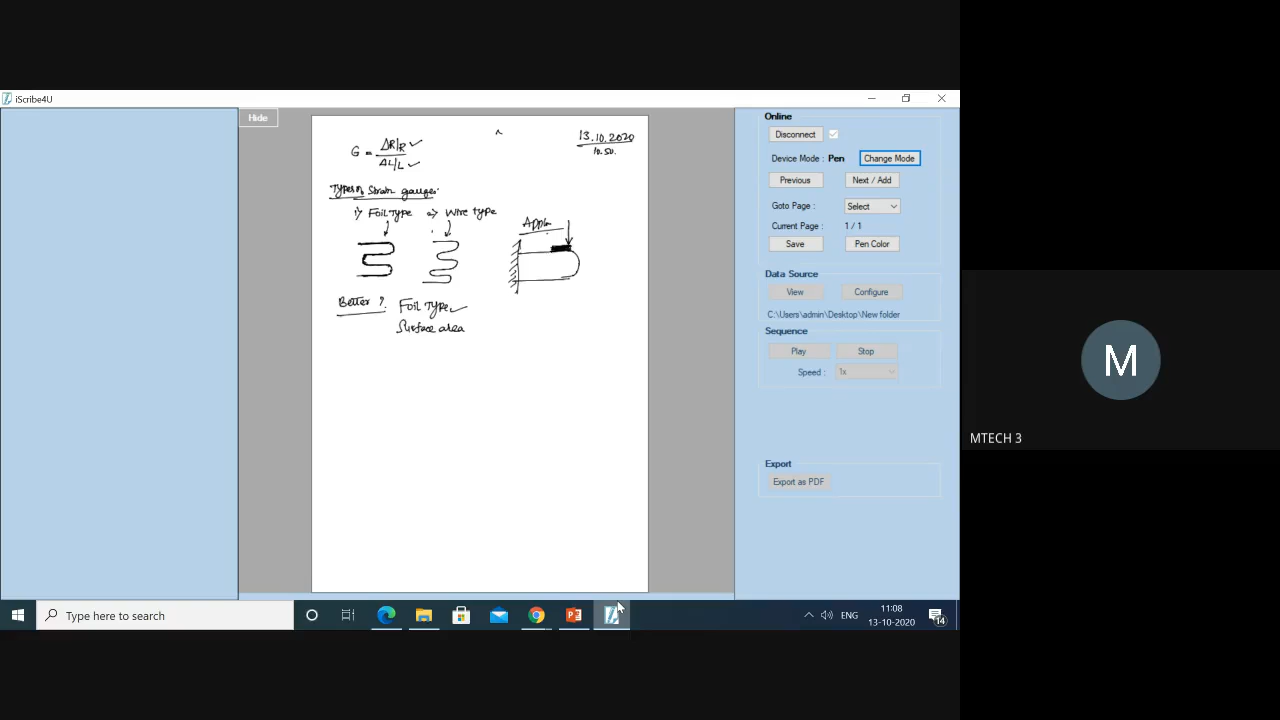 iScribe4U
Hide
G = ΔR/R
ΔL/L
13.10.2020
10.50.
Types of Strain gauges.
1) Foil Type 2) Wire type
Appln
Better ?. Foil Type
Surface area
Online
Disconnect
Device Mode : Pen Change Mode
Previous Next / Add
Goto Page : Select
Current Page : 1 / 1
Save Pen Color
Data Source
View Configure
C:\Users\admin\Desktop\New folder
Sequence
Play Stop
Speed : 1x
Export
Export as PDF
M
MTECH 3
Type here to search
ENG
11:08
13-10-2020
14